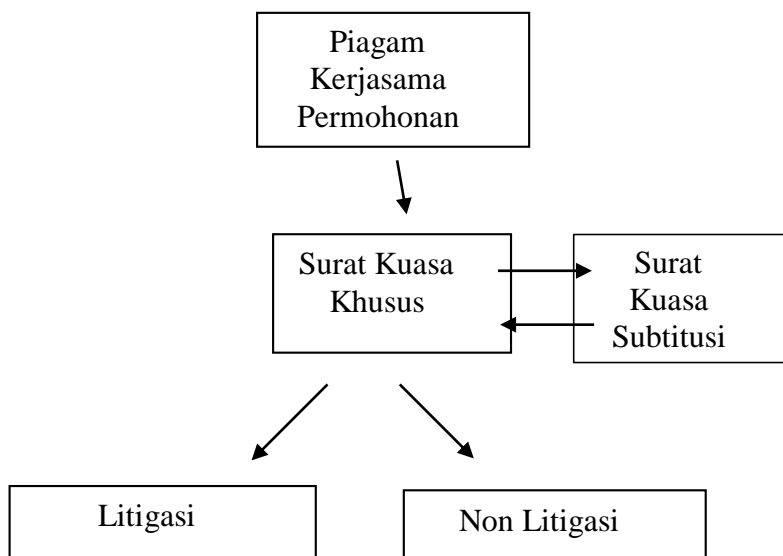 Piagam
Kerjasama
Permohonan
Surat Kuasa
Khusus
Surat
Kuasa
Subtitusi
Litigasi
Non Litigasi